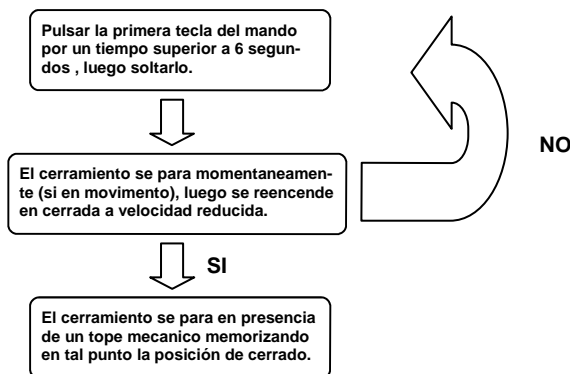 Pulsar la primera tecla del mando
por un tiempo superior a 6 segun-
dos , luego soltarlo.
NO
El cerramiento se para momentaneamen-
te (si en movimento), luego se reencende
en cerrada a velocidad reducida.
SI
El cerramiento se para en presencia
de un tope mecanico memorizando
en tal punto la posición de cerrado.